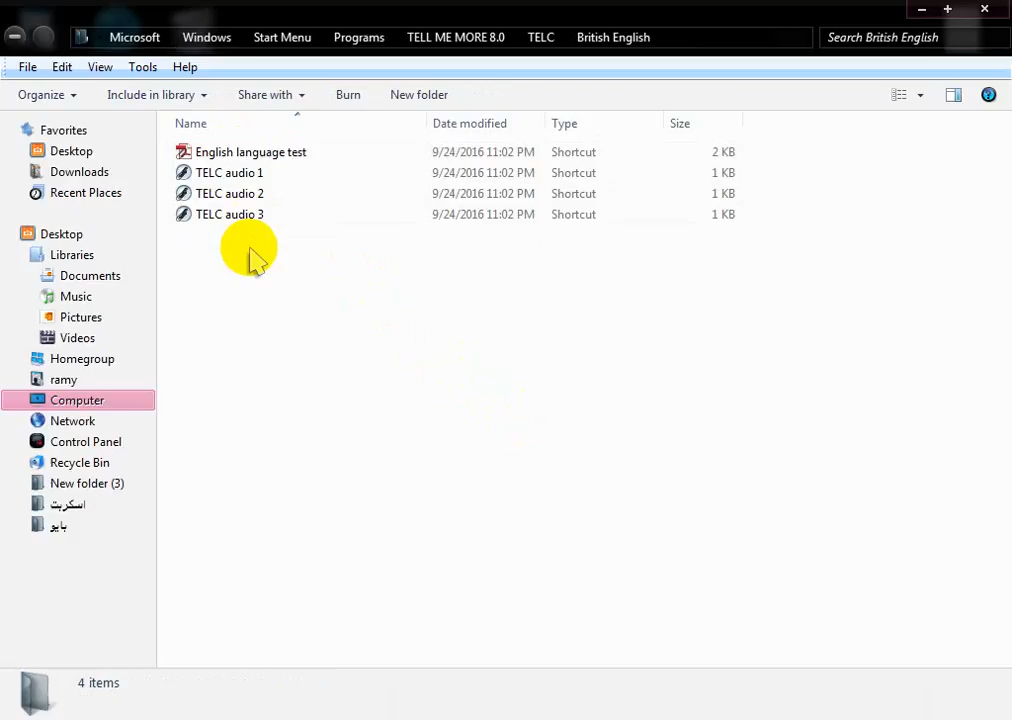 Microsoft Windows Start Menu Programs TELL ME MORE 8.0 TELC British English Search British English
File Edit View Tools Help
Organize Include in library Share with Burn New folder
Name Date modified Type Size
English language test 9/24/2016 11:02 PM Shortcut 2 KB
TELC audio 1 9/24/2016 11:02 PM Shortcut 1 KB
TELC audio 2 9/24/2016 11:02 PM Shortcut 1 KB
TELC audio 3 9/24/2016 11:02 PM Shortcut 1 KB
Favorites
Desktop
Downloads
Recent Places
Desktop
Libraries
Documents
Music
Pictures
Videos
Homegroup
ramy
Computer
Network
Control Panel
Recycle Bin
New folder (3)
اسكربت
بايو
4 items